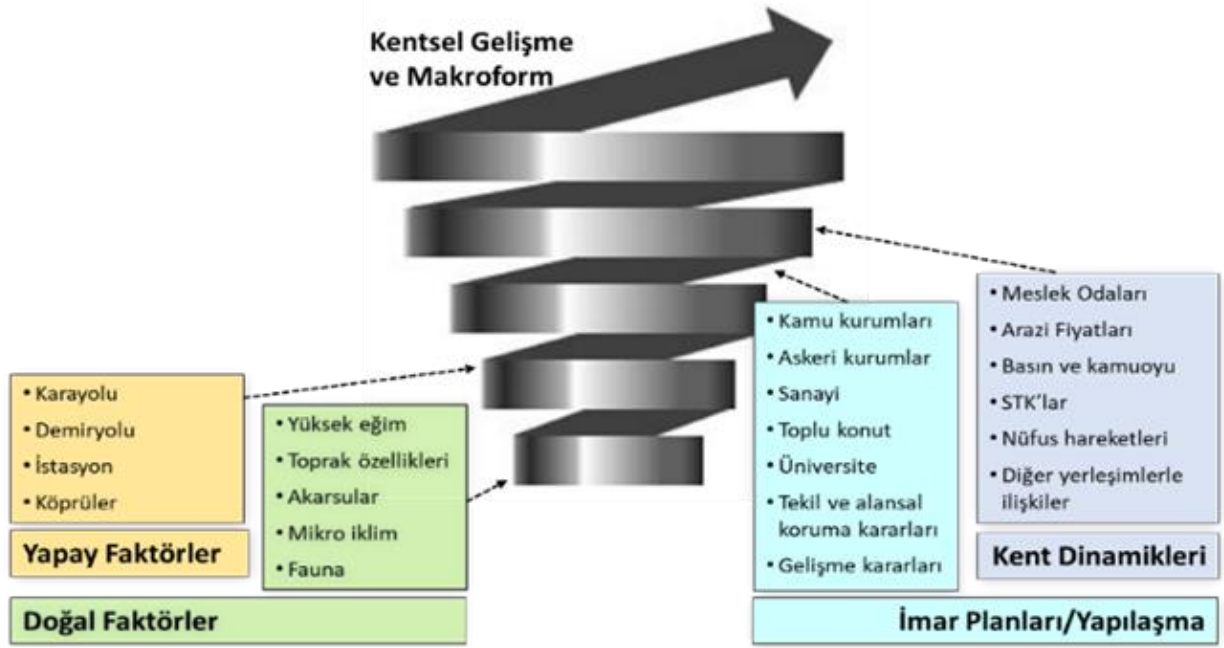 Kentsel Gelişme
ve Makroform
• Karayolu
• Demiryolu
• İstasyon
• Köprüler
Yapay Faktörler
• Yüksek eğim
• Toprak özellikleri
• Akarsular
• Mikro iklim
• Fauna
Doğal Faktörler
• Kamu kurumları
• Askeri kurumlar
• Sanayi
• Toplu konut
• Üniversite
• Tekil ve alansal
koruma kararları
• Gelişme kararları
İmar Planları/Yapılaşma
• Meslek Odaları
• Arazi Fiyatları
• Basın ve kamuoyu
• STK'lar
• Nüfus hareketleri
• Diğer yerleşimlerle
ilişkiler
Kent Dinamikleri